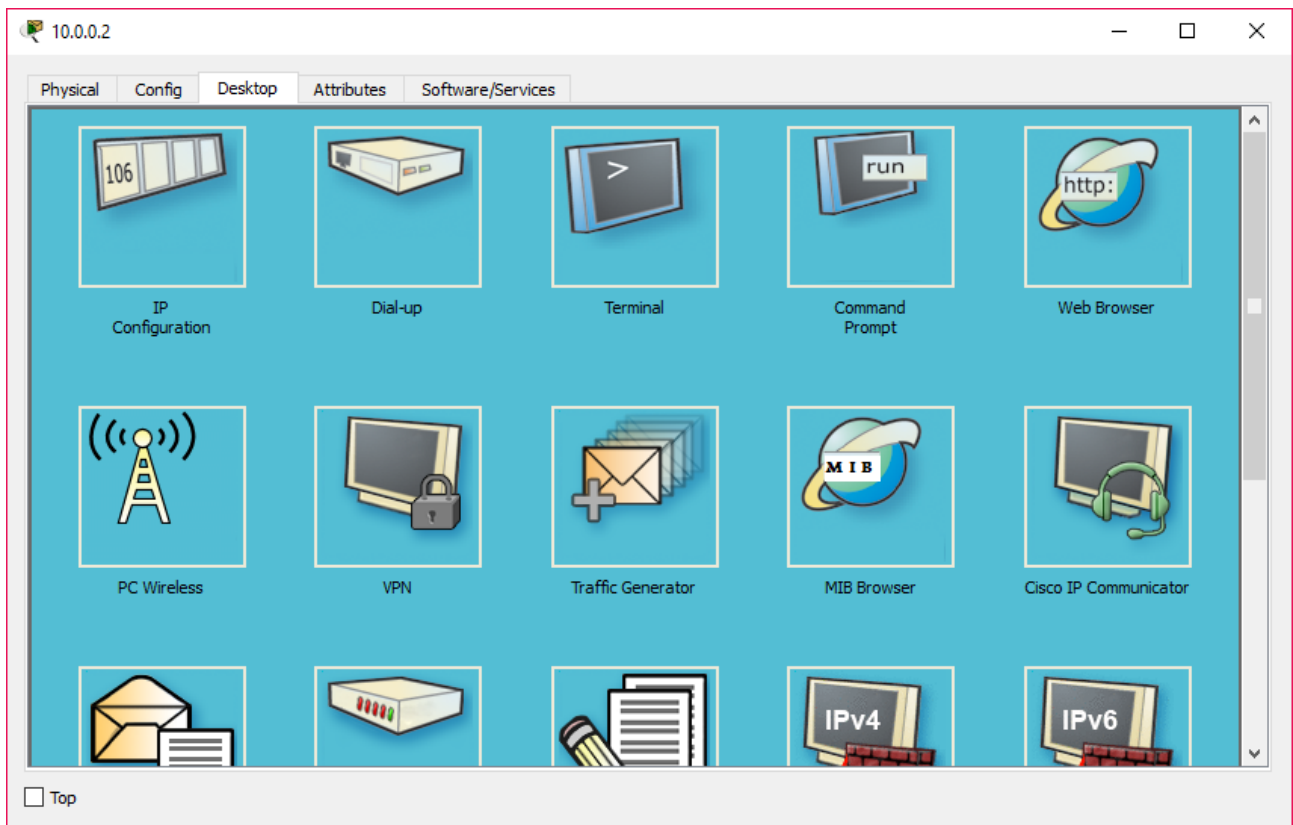 10.0.0.2
Physical Config Desktop Attributes Software/Services
106
>
run
http:
IP
Configuration
Dial-up
Terminal
Command
Prompt
Web Browser
MIB
PC Wireless
VPN
Traffic Generator
MIB Browser
Cisco IP Communicator
IPv4
IPv6
Top